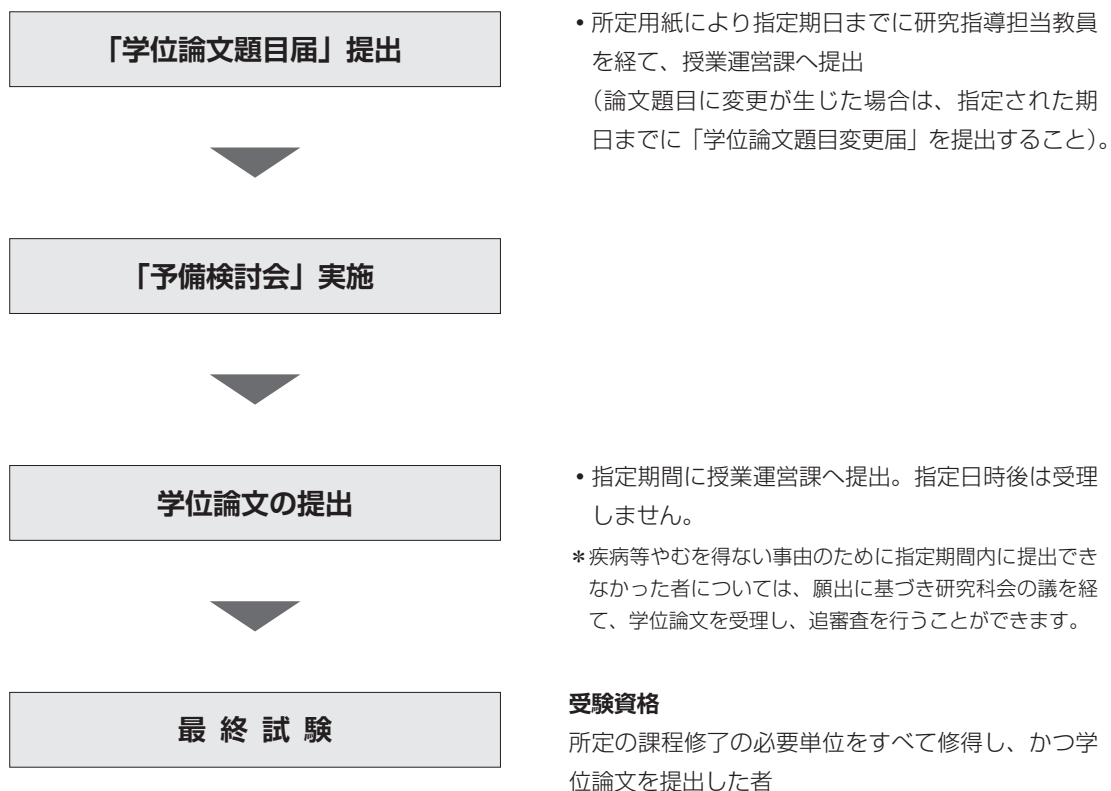 「学位論文題目届」提出
• 所定用紙により指定期日までに研究指導担当教員
を経て、授業運営課へ提出
（論文題目に変更が生じた場合は、指定された期
日までに「学位論文題目変更届」を提出すること）。
「予備検討会」実施
学位論文の提出
• 指定期間に授業運営課へ提出。指定日時後は受理
しません。
＊疾病等やむを得ない事由のために指定期間内に提出でき
なかった者については、願出に基づき研究科会の議を経
て、学位論文を受理し、追審査を行うことができます。
最 終 試 験
受験資格
所定の課程修了の必要単位をすべて修得し、かつ学
位論文を提出した者